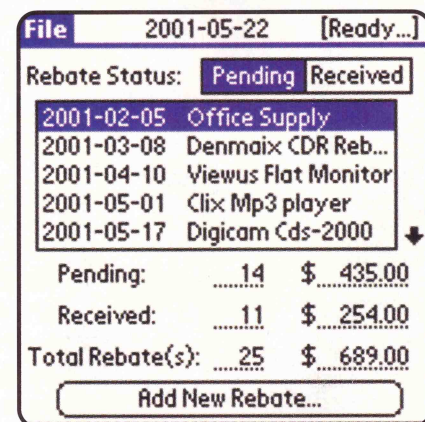 File 2001-05-22 [Ready...]
Rebate Status: Pending Received
2001-02-05 Office Supply
2001-03-08 Denmaix CDR Reb...
2001-04-10 Viewus Flat Monitor
2001-05-01 Clix Mp3 player
2001-05-17 Digicam Cds-2000
Pending: 14 $ 435.00
Received: 11 $ 254.00
Total Rebate(s): 25 $ 689.00
Add New Rebate...